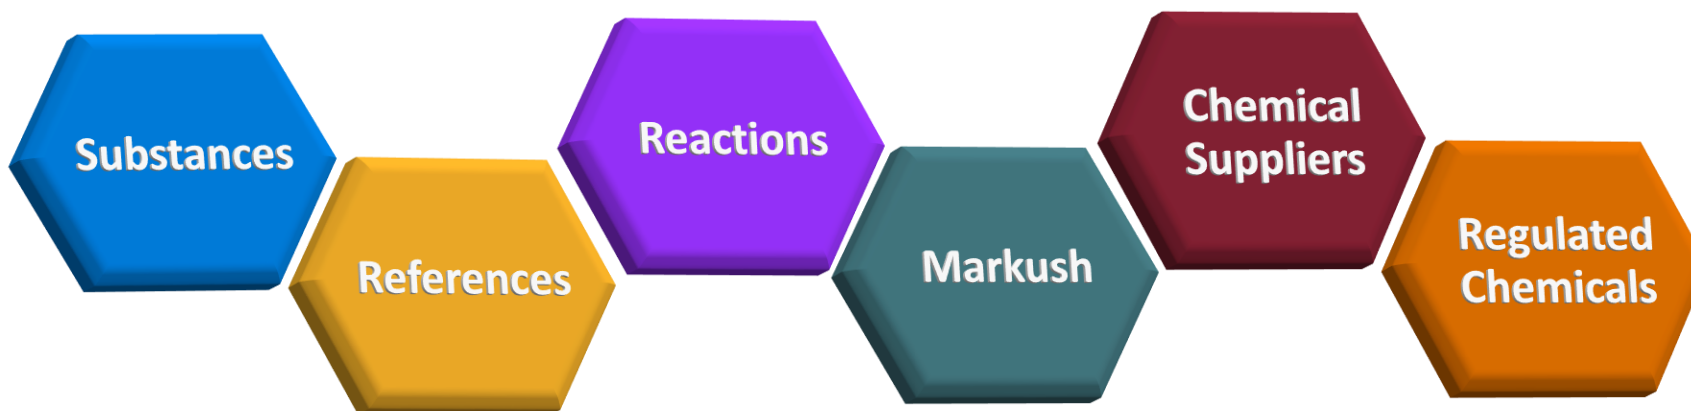 Substances
References
Reactions
Markush
Chemical
Suppliers
Regulated
Chemicals